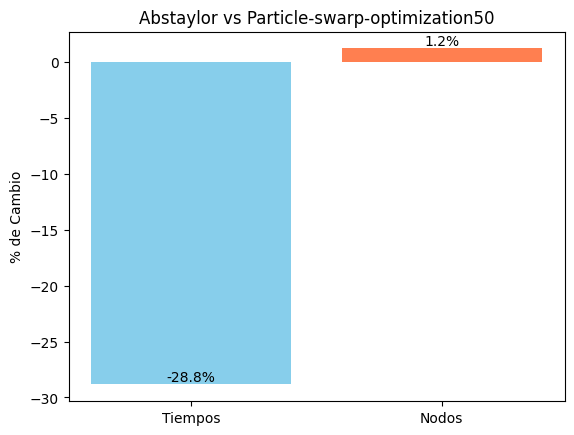 Abstaylor vs Particle-swarp-optimization50
% de Cambio
0
−5
−10
−15
−20
−25
−30
1.2%
-28.8%
Tiempos
Nodos